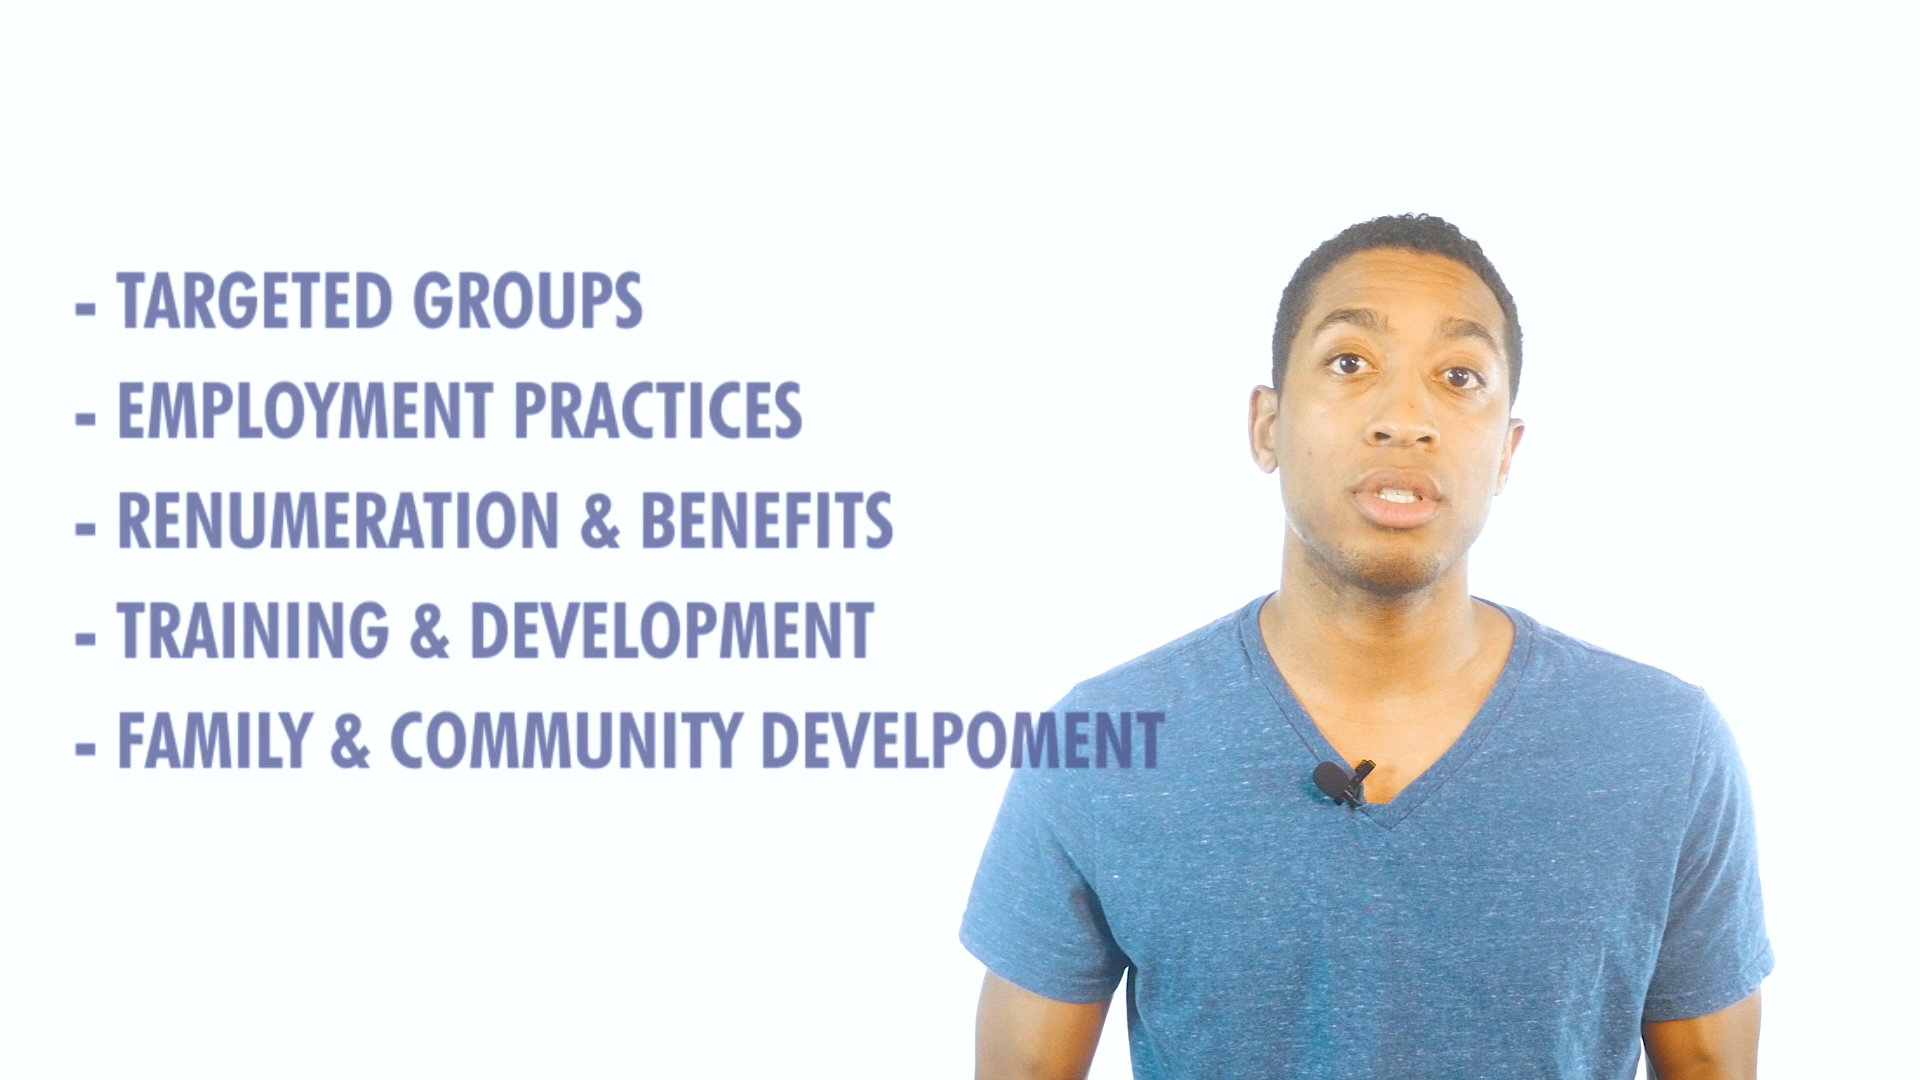 - TARGETED GROUPS
- EMPLOYMENT PRACTICES
- RENUMERATION & BENEFITS
- TRAINING & DEVELOPMENT
- FAMILY & COMMUNITY DEVELPOMENT